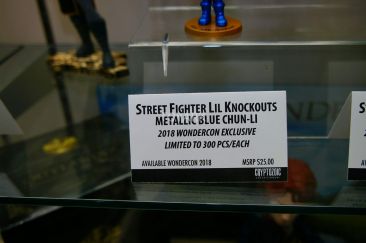 STREET FIGHTER LIL KNOCKOUTS
METALLIC BLUE CHUN-LI
2018 WONDERCON EXCLUSIVE
LIMITED TO 300 PCS/EACH
AVAILABLE WONDERCON 2018 MSRP $25.00
CRYPTOZOIC